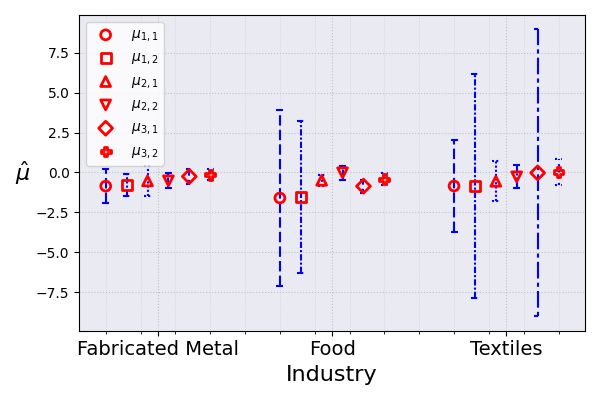 7.5
5.0
2.5
0.0
−2.5
−5.0
−7.5
μ̂
μ₁,₁
μ₁,₂
μ₂,₁
μ₂,₂
μ₃,₁
μ₃,₂
Fabricated Metal Food Textiles
Industry